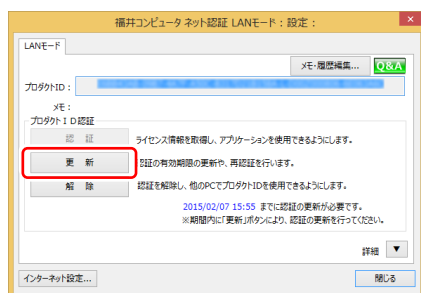 福井コンピュータ ネット認証 LANモード : 設定 :
×
LANモード
メモ・履歴編集...
Q&A
プロダクトID :
メモ :
プロダクトID認証
認 証
ライセンス情報を取得し、アプリケーションを使用できるようにします。
更 新
認証の有効期限の更新や、再認証を行います。
解 除
認証を解除し、他のPCでプロダクトIDを使用できるようにします。
2015/02/07 15:55 までに認証の更新が必要です。
※期間内に「更新」ボタンにより、認証の更新を行ってください。
詳細 ▼
インターネット設定...
閉じる